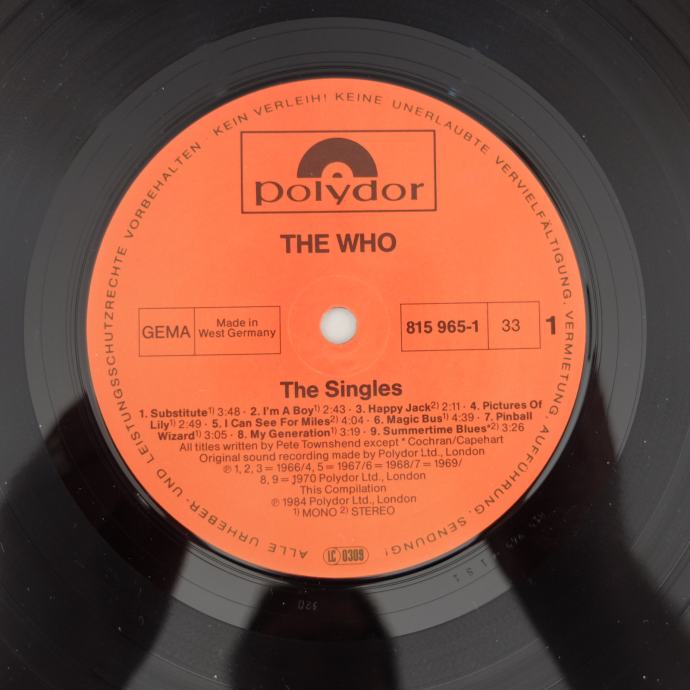 ALLE URHEBER- UND LEISTUNGSSCHUTZRECHTE VORBEHALTEN · KEIN VERLEIH! KEINE UNERLAUBTE VERVIELFÄLTIGUNG, VERMIETUNG, AUFFÜHRUNG, SENDUNG!
polydor
THE WHO
GEMA
Made in
West Germany
815 965-1
33
1
The Singles
1. Substitute¹⁾ 3:48 · 2. I'm A Boy¹⁾ 2:43 · 3. Happy Jack²⁾ 2:11 · 4. Pictures Of
Lily¹⁾ 2:49 · 5. I Can See For Miles²⁾ 4:04 · 6. Magic Bus¹⁾ 4:39 · 7. Pinball
Wizard¹⁾ 3:05 · 8. My Generation¹⁾ 3:19 · 9. Summertime Blues*²⁾ 3:26
All titles written by Pete Townshend except * Cochran/Capehart
Original sound recording made by Polydor Ltd., London
℗ 1, 2, 3 = 1966/4, 5 = 1967/6 = 1968/7 = 1969/
8, 9 = 1970 Polydor Ltd., London
This Compilation
℗ 1984 Polydor Ltd., London
¹⁾ MONO ²⁾ STEREO
LC 0309
320